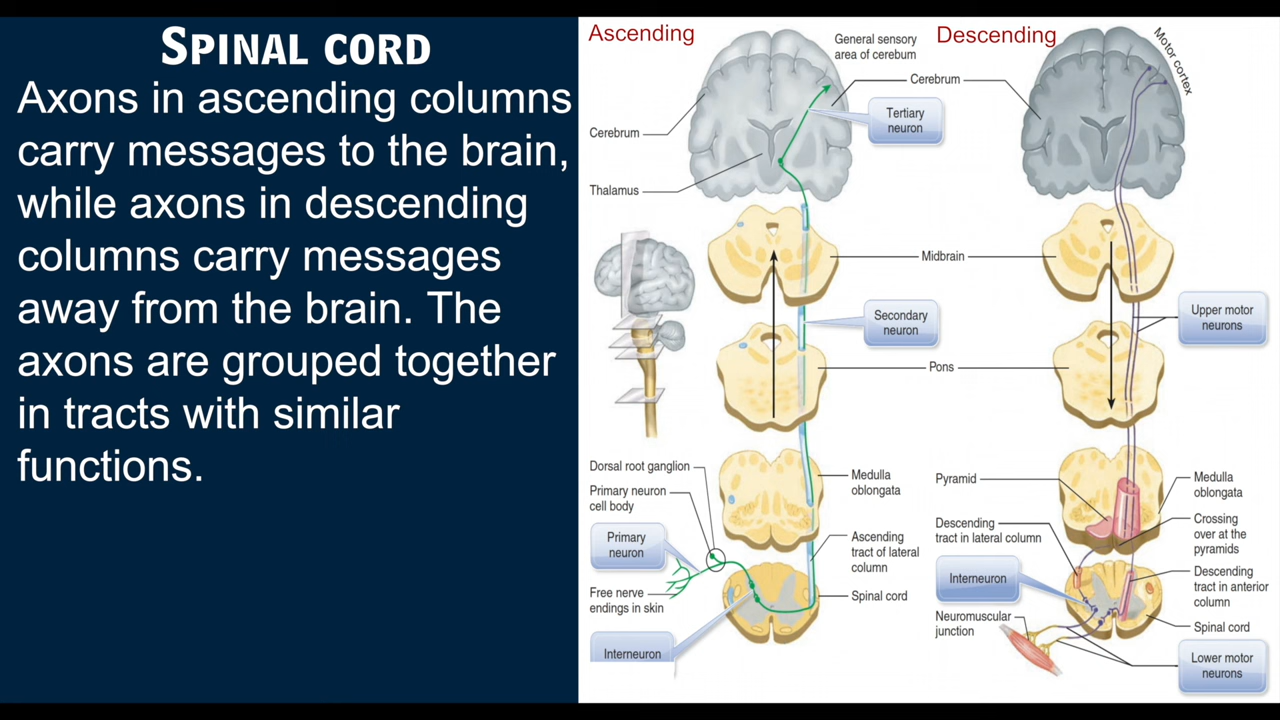 SPINAL CORD
Axons in ascending columns
carry messages to the brain,
while axons in descending
columns carry messages
away from the brain. The
axons are grouped together
in tracts with similar
functions.
Ascending
General sensory
area of cerebum
Cerebrum
Tertiary
neuron
Cerebrum
Thalamus
Midbrain
Secondary
neuron
Pons
Dorsal root ganglion
Primary neuron
cell body
Primary
neuron
Free nerve
endings in skin
Interneuron
Medulla
oblongata
Ascending
tract of lateral
column
Spinal cord
Descending
Motor cortex
Upper motor
neurons
Pyramid
Descending
tract in lateral column
Interneuron
Neuromuscular
junction
Medulla
oblongata
Crossing
over at the
pyramids
Descending
tract in anterior
column
Spinal cord
Lower motor
neurons